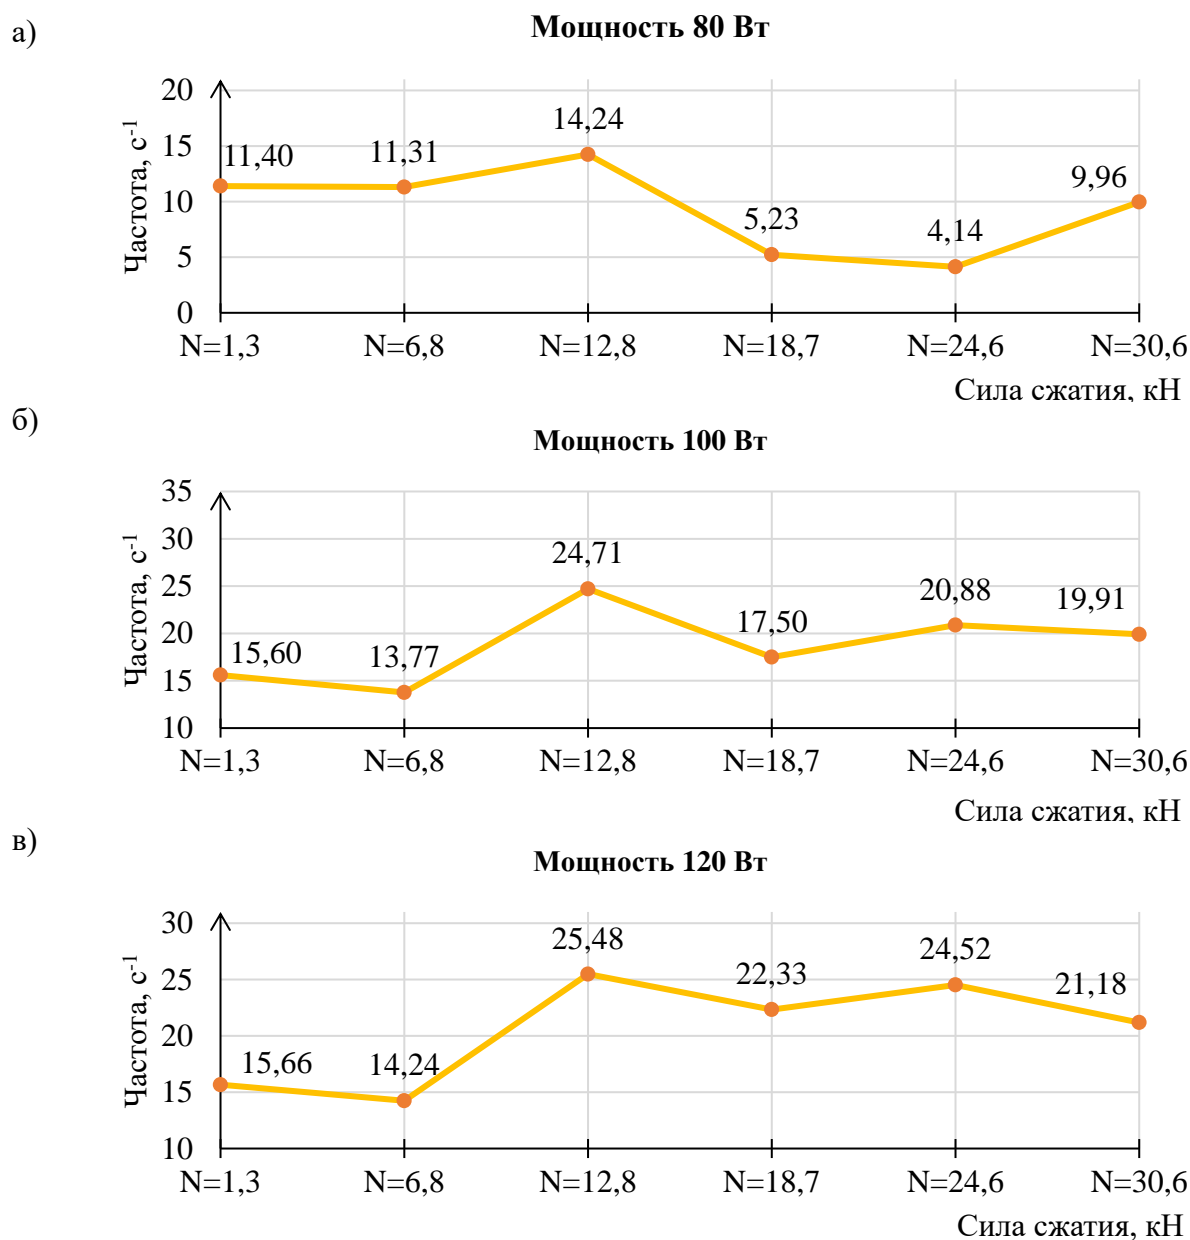 а)
Мощность 80 Вт
Частота, с-1
20
15
10
5
0
11,40
11,31
14,24
5,23
4,14
9,96
N=1,3
N=6,8
N=12,8
N=18,7
N=24,6
N=30,6
Сила сжатия, кН
б)
Мощность 100 Вт
Частота, с-1
35
30
25
20
15
10
15,60
13,77
24,71
17,50
20,88
19,91
N=1,3
N=6,8
N=12,8
N=18,7
N=24,6
N=30,6
Сила сжатия, кН
в)
Мощность 120 Вт
Частота, с-1
30
25
20
15
10
15,66
14,24
25,48
22,33
24,52
21,18
N=1,3
N=6,8
N=12,8
N=18,7
N=24,6
N=30,6
Сила сжатия, кН